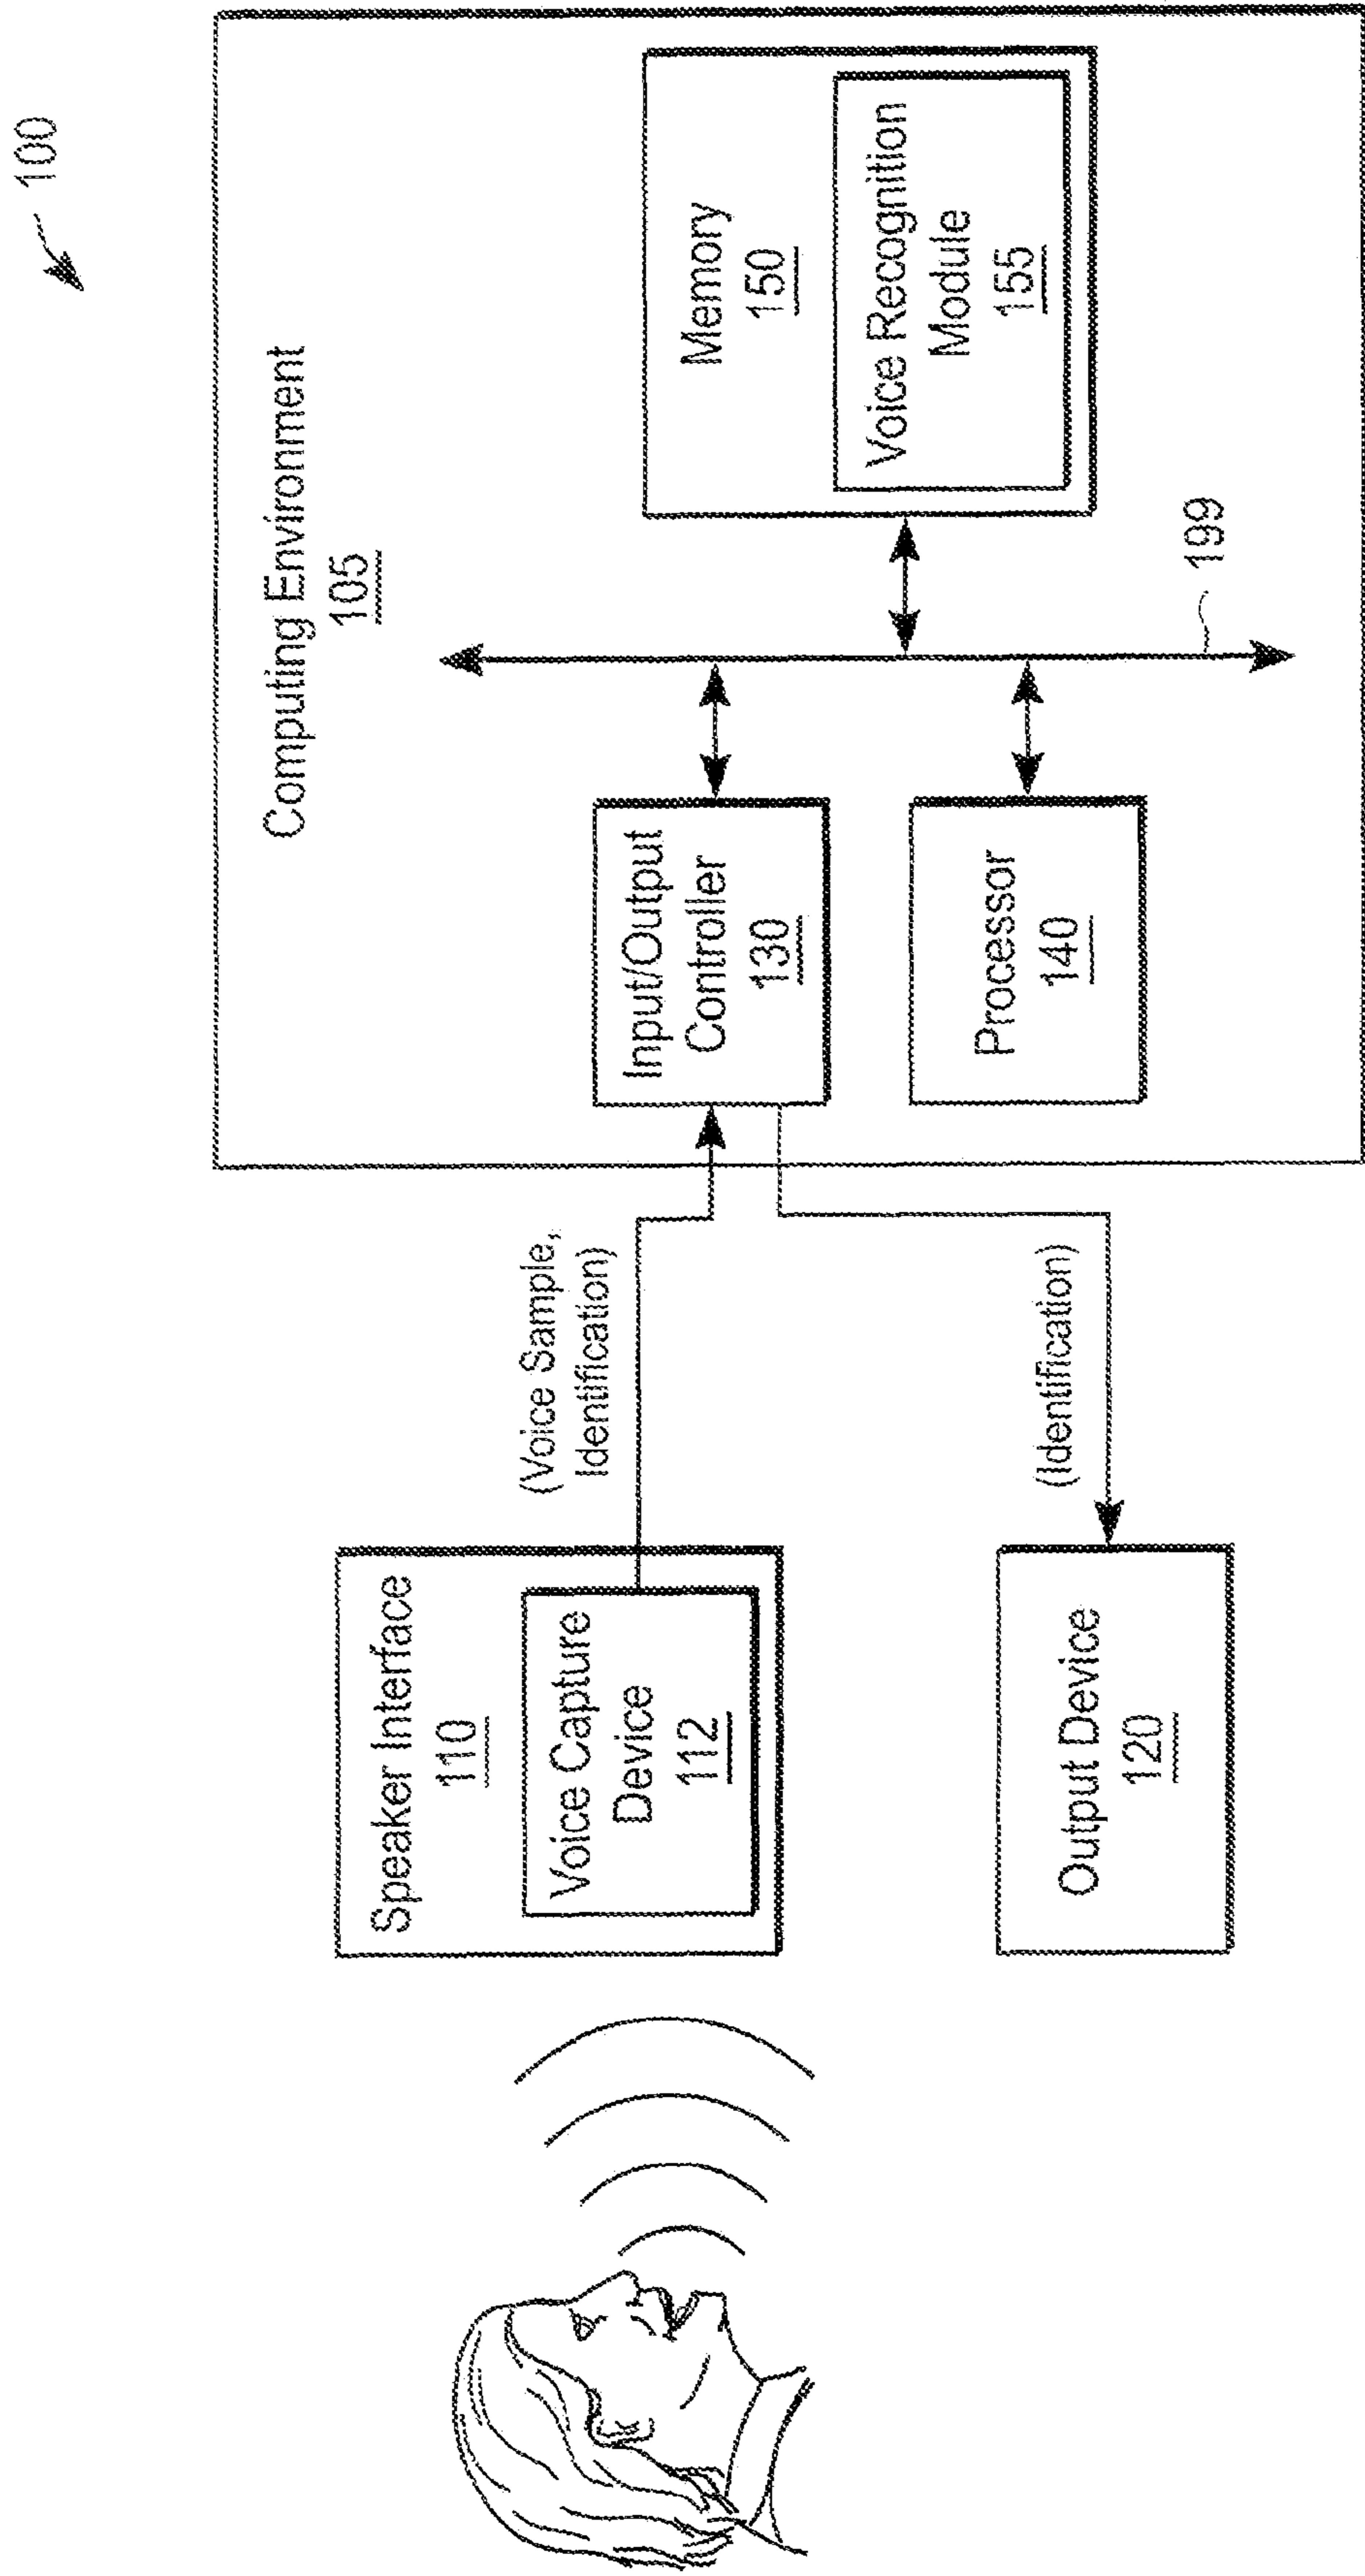 100
Computing Environment
105
Speaker Interface
110
Voice Capture
Device
112
(Voice Sample,
Identification)
Input/Output
Controller
130
Memory
150
Voice Recognition
Module
155
Processor
140
199
(Identification)
Output Device
120